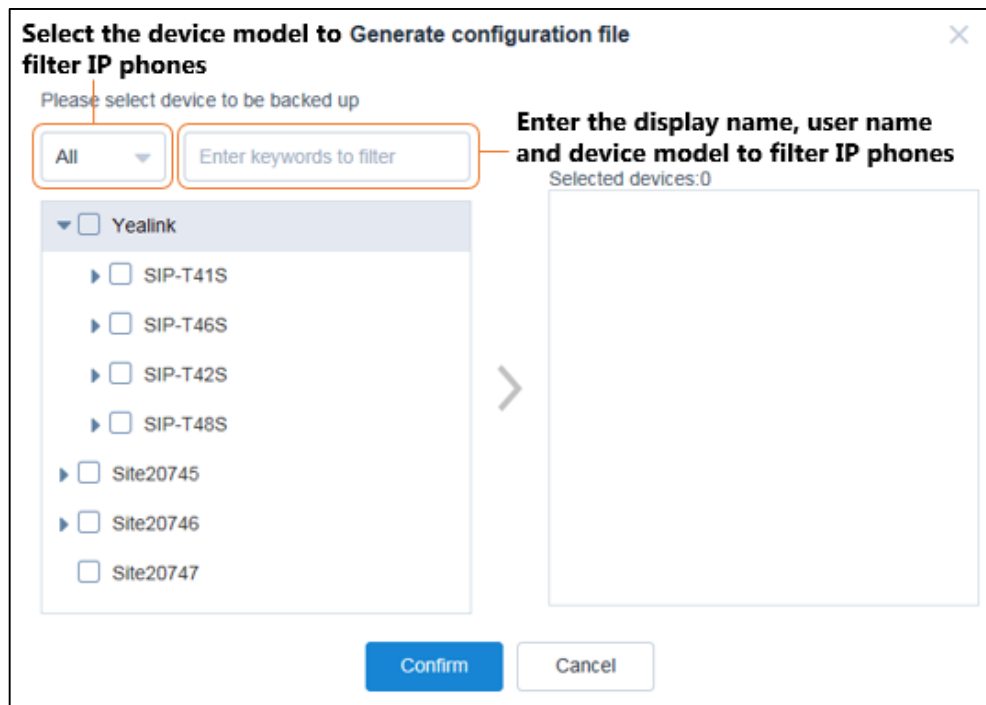 Select the device model to
filter IP phones
Generate configuration file
Please select device to be backed up
All
Enter keywords to filter
Enter the display name, user name
and device model to filter IP phones
Selected devices:0
Yealink
SIP-T41S
SIP-T46S
SIP-T42S
SIP-T48S
Site20745
Site20746
Site20747
Confirm
Cancel